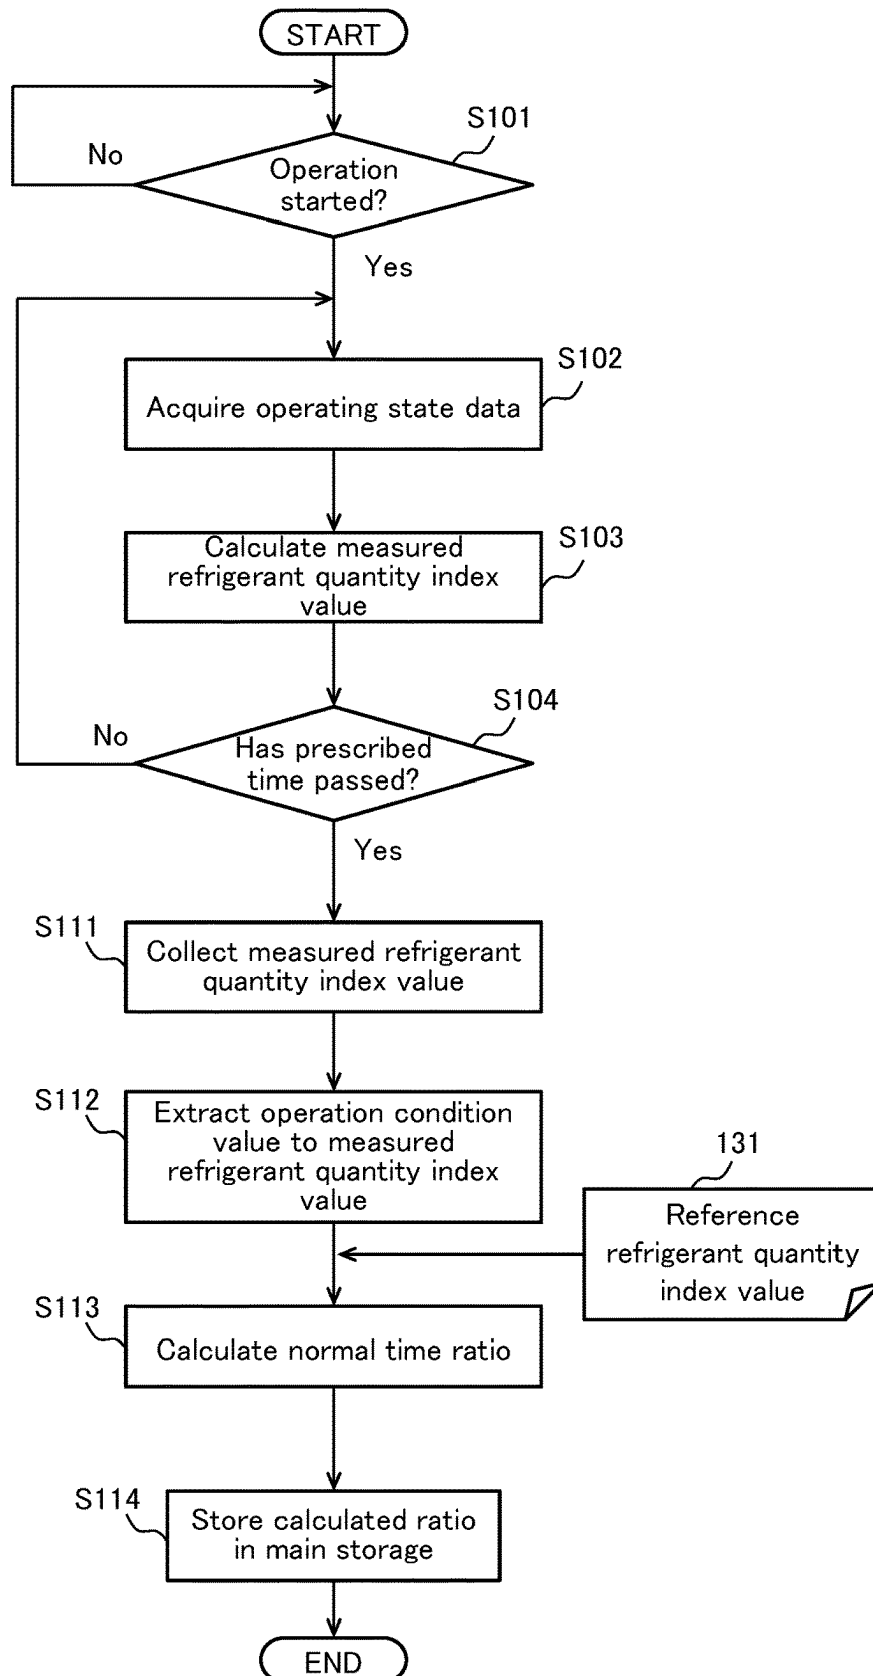 START
S101
No
Operation
started?
Yes
S102
Acquire operating state data
S103
Calculate measured
refrigerant quantity index
value
S104
No
Has prescribed
time passed?
Yes
S111
Collect measured refrigerant
quantity index value
S112
Extract operation condition
value to measured
refrigerant quantity index
value
131
Reference
refrigerant quantity
index value
S113
Calculate normal time ratio
S114
Store calculated ratio
in main storage
END